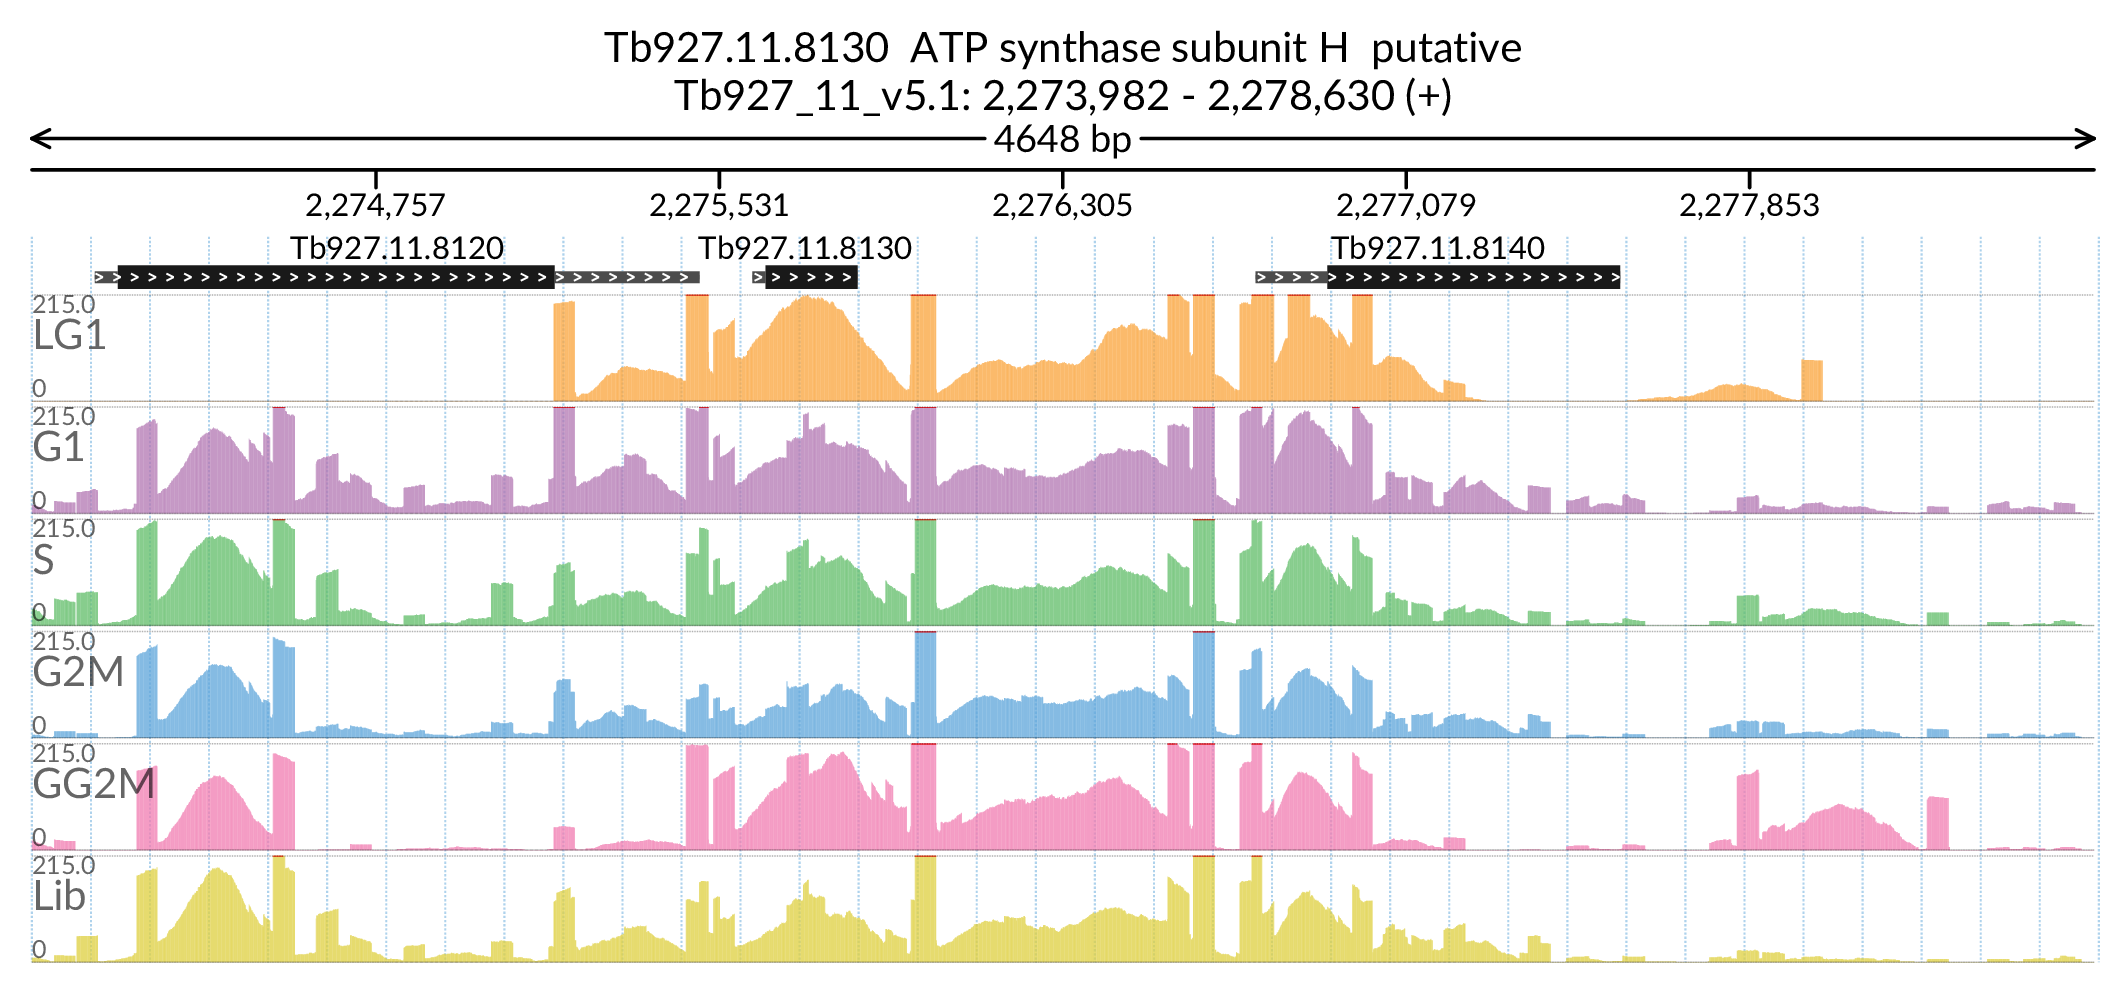 Tb927.11.8130  ATP synthase subunit H  putative
Tb927_11_v5.1: 2,273,982 - 2,278,630 (+)
4648 bp
2,274,757 2,275,531 2,276,305 2,277,079 2,277,853
Tb927.11.8120 Tb927.11.8130 Tb927.11.8140
215.0
LG1
0
215.0
G1
0
215.0
S
0
215.0
G2M
0
215.0
GG2M
0
215.0
Lib
0